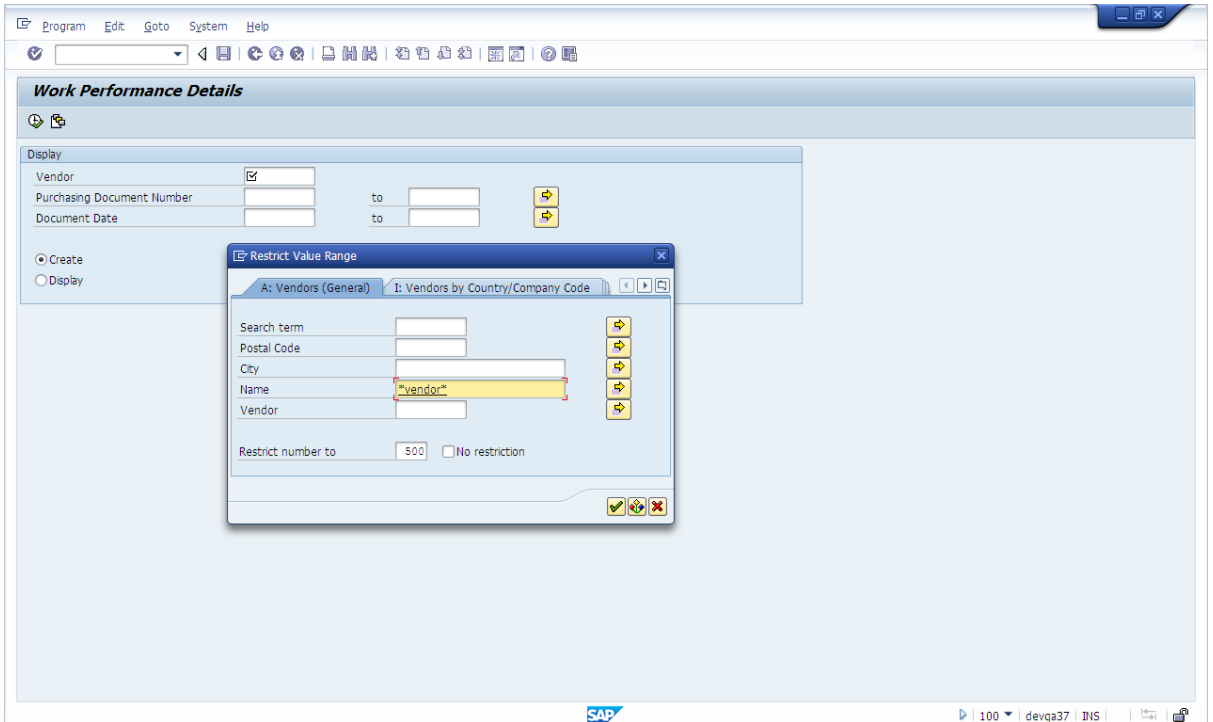 Program Edit Goto System Help
Work Performance Details
Display
Vendor
Purchasing Document Number to
Document Date to
Create
Display
Restrict Value Range
A: Vendors (General) I: Vendors by Country/Company Code
Search term
Postal Code
City
Name *vendor*
Vendor
Restrict number to 500 No restriction
SAP 100 devqa37 INS